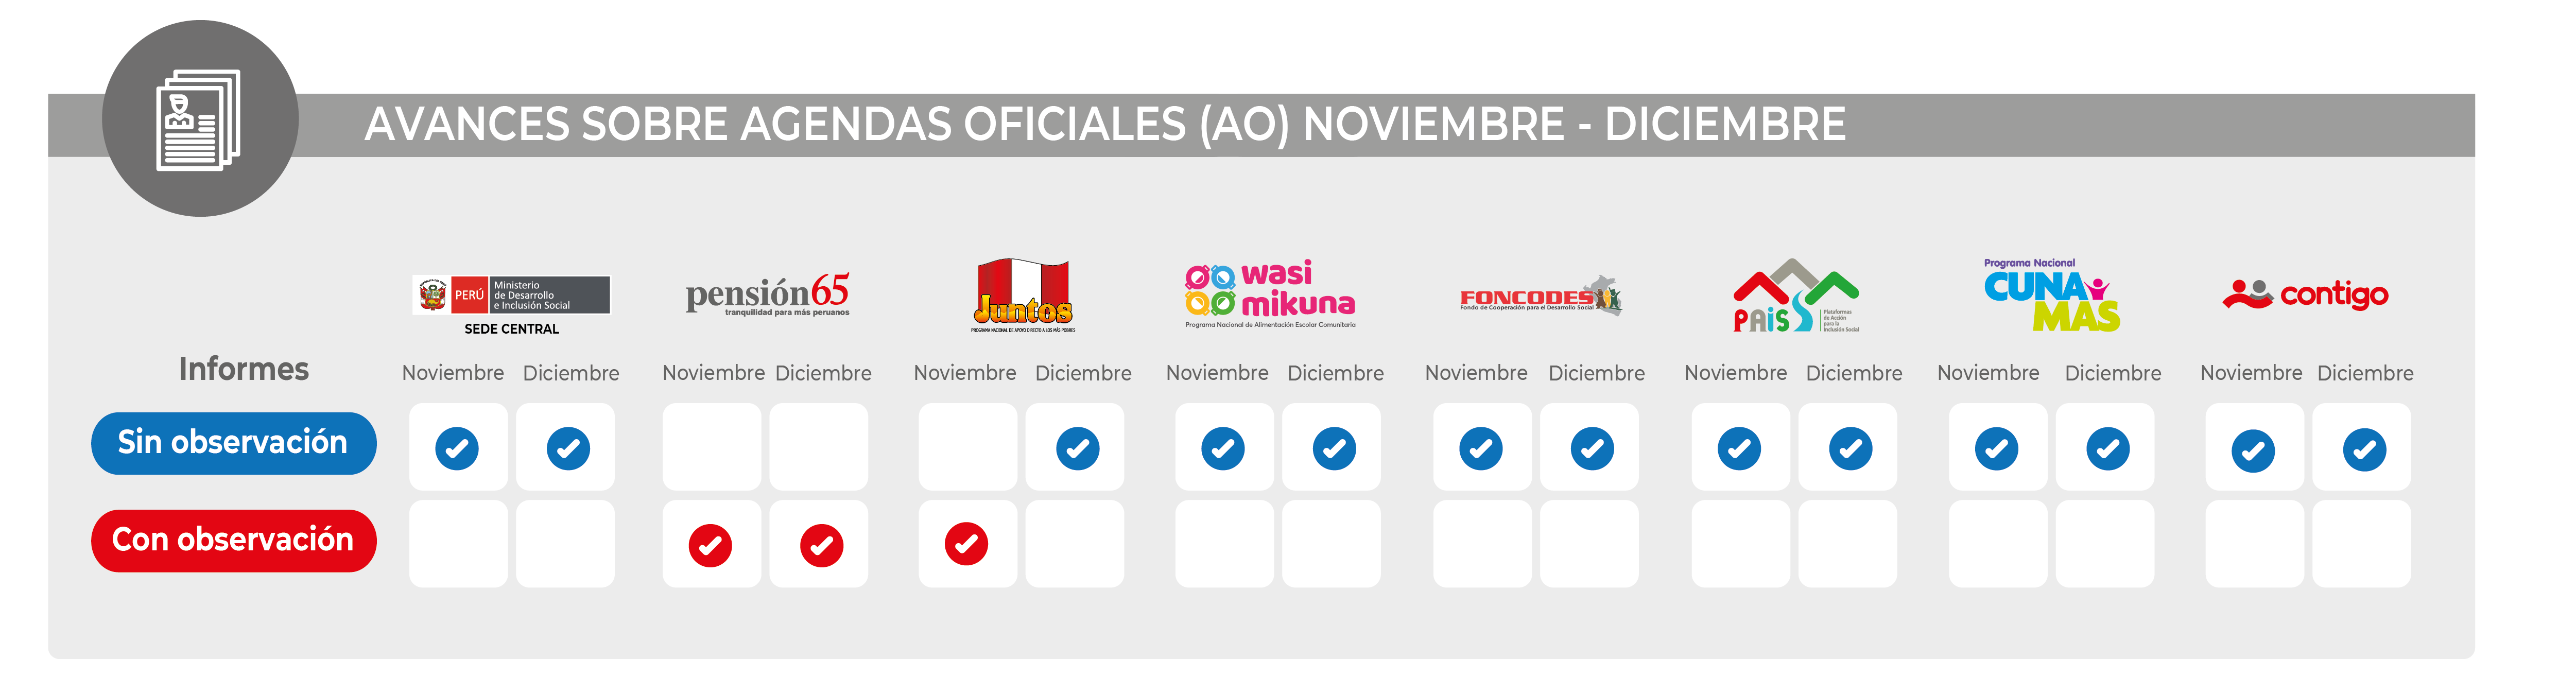 AVANCES SOBRE AGENDAS OFICIALES (AO) NOVIEMBRE - DICIEMBRE
PERÚ
Ministerio
de Desarrollo
e Inclusión Social
SEDE CENTRAL
pensión65
tranquilidad para más peruanos
Juntos
PROGRAMA NACIONAL DE APOYO DIRECTO A LOS MÁS POBRES
wasi
mikuna
Programa Nacional de Alimentación Escolar Comunitaria
FONCODES
Fondo de Cooperación para el Desarrollo Social
PAiS
Plataformas
de Acción
para la
Inclusión Social
Programa Nacional
CUNA
MAS
contigo
Informes
Noviembre Diciembre Noviembre Diciembre Noviembre Diciembre Noviembre Diciembre Noviembre Diciembre Noviembre Diciembre Noviembre Diciembre Noviembre Diciembre
Sin observación
Con observación